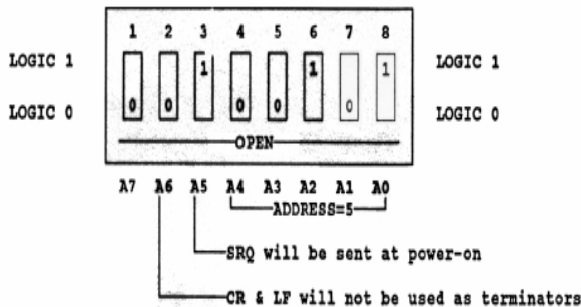 1 2 3 4 5 6 7 8
LOGIC 1 1 1 1 LOGIC 1
LOGIC 0 0 0 0 0 0 LOGIC 0
OPEN
A7 A6 A5 A4 A3 A2 A1 A0
ADDRESS=5
SRQ will be sent at power-on
CR & LF will not be used as terminators